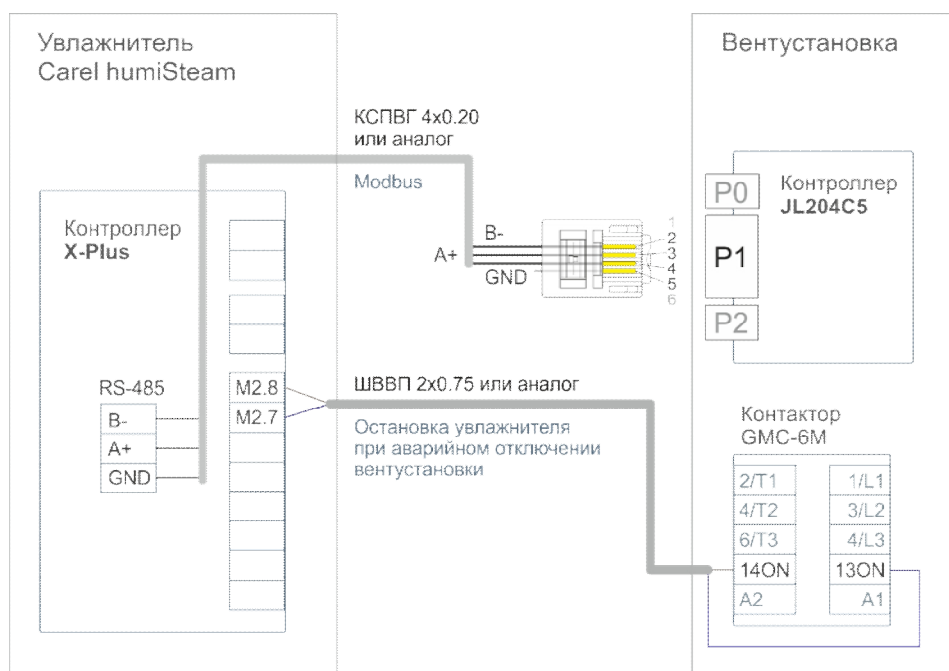 Увлажнитель
Carel humiSteam
Вентустановка
КСПВГ 4x0.20
или аналог
Modbus
Контроллер
X-Plus
Контроллер
JL204C5
P0
P1
P2
B-
A+
GND
1
2
3
4
5
6
RS-485
B-
A+
GND
M2.8
M2.7
ШВВП 2x0.75 или аналог
Остановка увлажнителя
при аварийном отключении
вентустановки
Контактор
GMC-6M
2/T1
1/L1
4/T2
3/L2
6/T3
4/L3
14ON
13ON
A2
A1